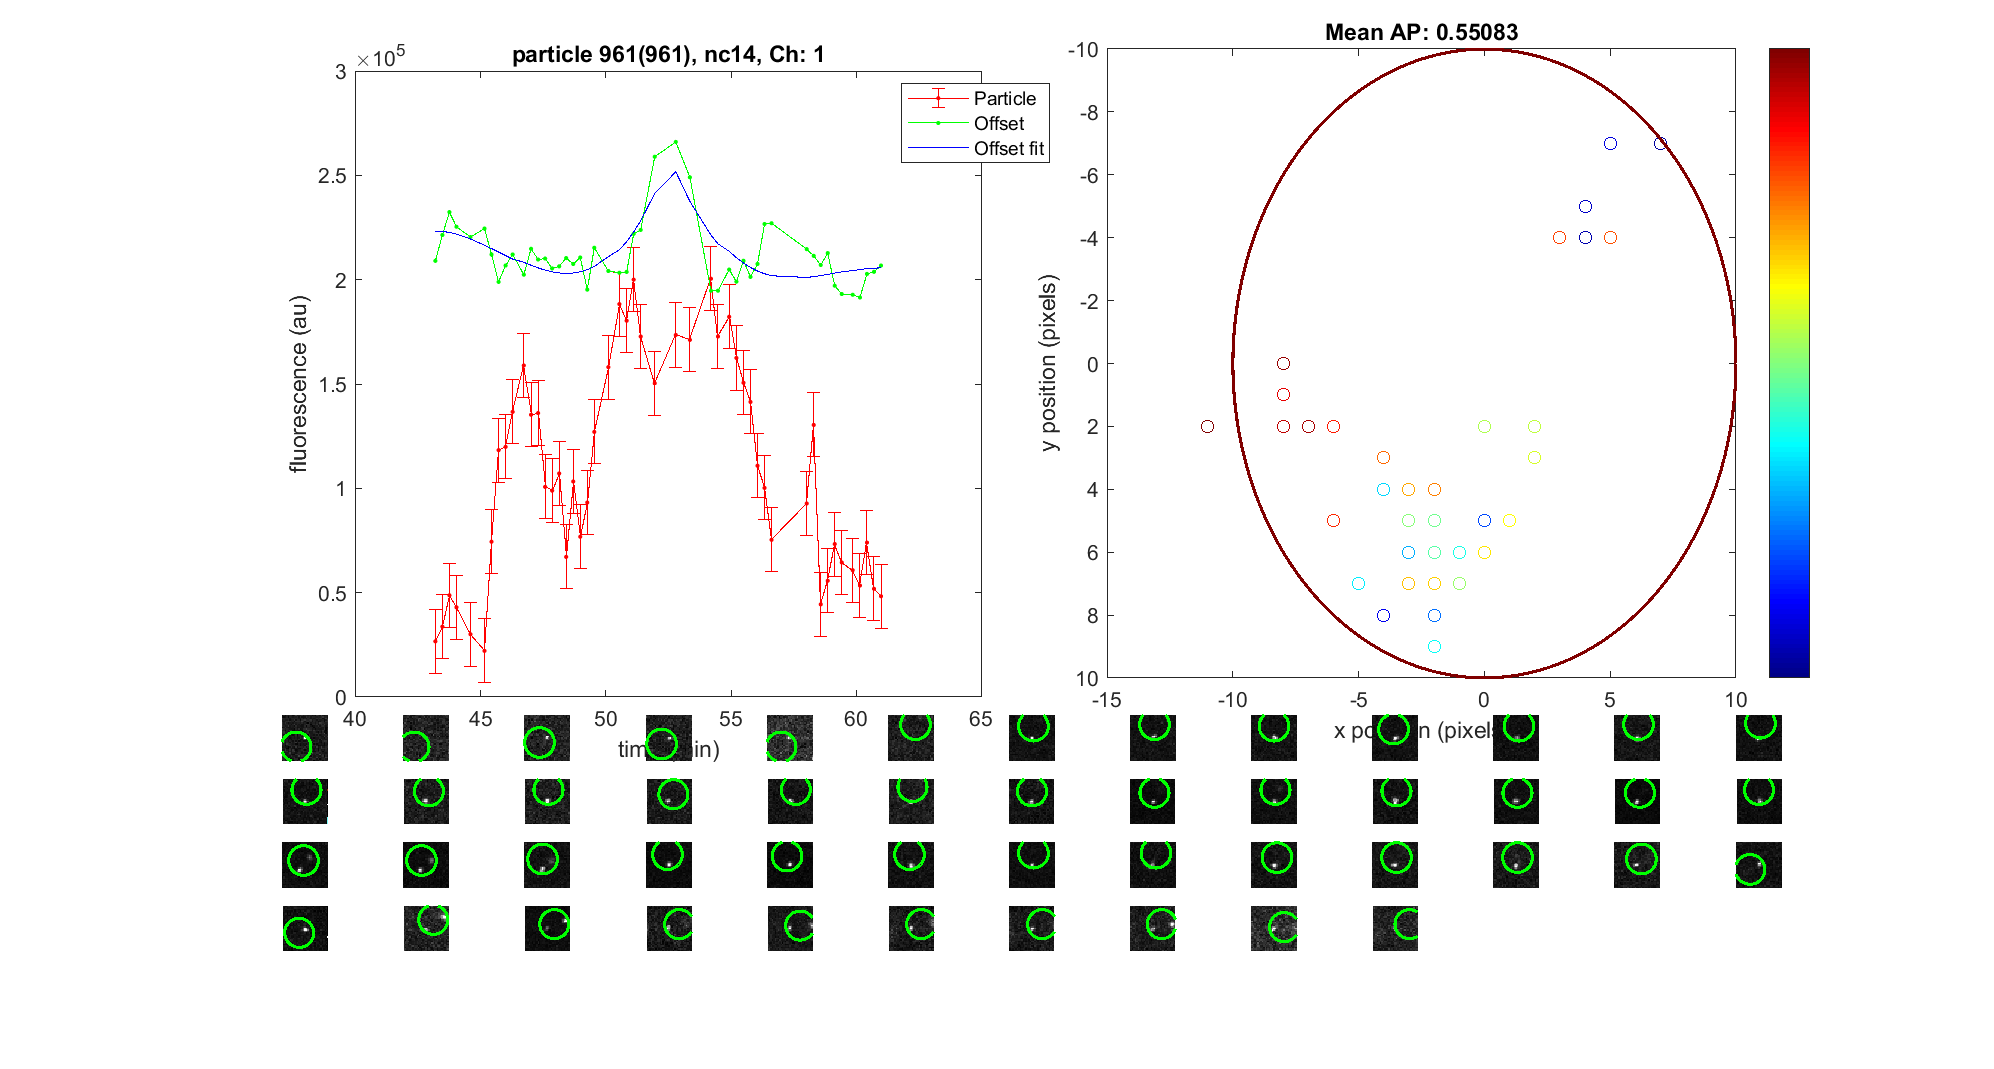 particle 961(961), nc14, Ch: 1
×10^5
3
2.5
2
1.5
1
0.5
0
fluorescence (au)
40 45 50 55 60 65
Particle
Offset
Offset fit
Mean AP: 0.55083
-10
-8
-6
-4
-2
0
2
4
6
8
10
y position (pixels)
-15 -10 -5 0 5 10